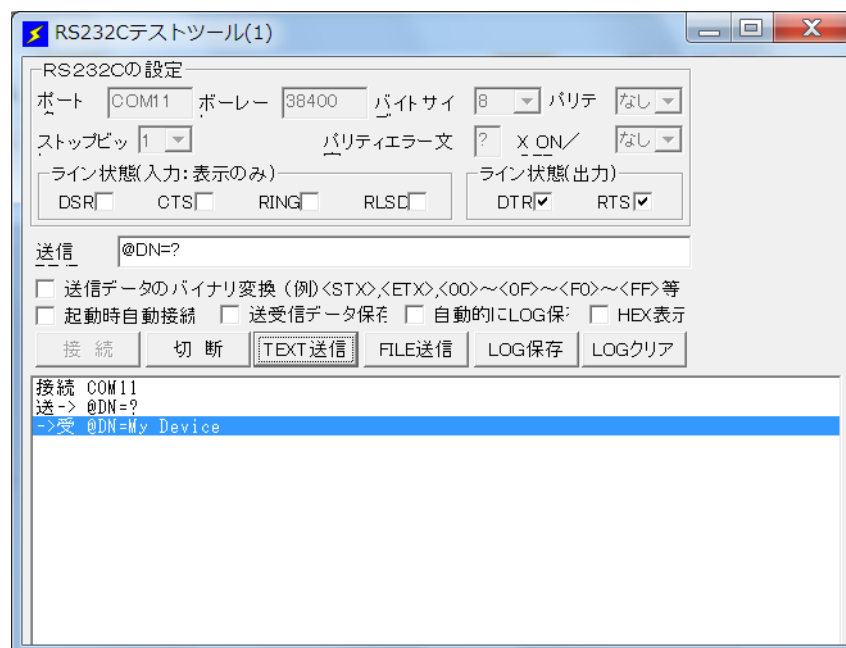 RS232Cテストツール(1)
RS232Cの設定
ポート COM11 ボーレー 38400 バイトサイ 8 パリテ なし
ストップビッ 1 パリティエラー文 ? X ON/ なし
ライン状態(入力:表示のみ) ライン状態(出力)
DSR CTS RING RLSD DTR RTS
送信 @DN=?
送信データのバイナリ変換 (例)<STX>,<ETX>,<00>~<0F>~<F0>~<FF>等
起動時自動接続 送受信データ保存 自動的にLOG保 HEX表示
接 続 切 断 TEXT送信 FILE送信 LOG保存 LOGクリア
接続 COM11
送-> @DN=?
->受 @DN=My Device